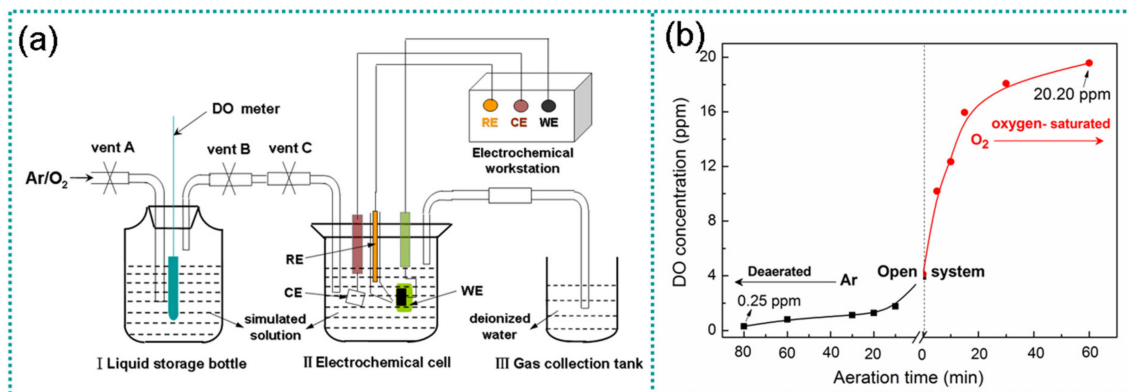 (a)
DO meter
vent A
vent B
vent C
Ar/O₂
RE CE WE
Electrochemical
workstation
RE
CE
WE
simulated
solution
deionized
water
Ⅰ Liquid storage bottle
Ⅱ Electrochemical cell
Ⅲ Gas collection tank
(b)
DO concentration (ppm)
20
16
12
8
4
0
20.20 ppm
oxygen- saturated
O₂
Deaerated
Ar
Open system
0.25 ppm
80 60 40 20 0 20 40 60
Aeration time (min)